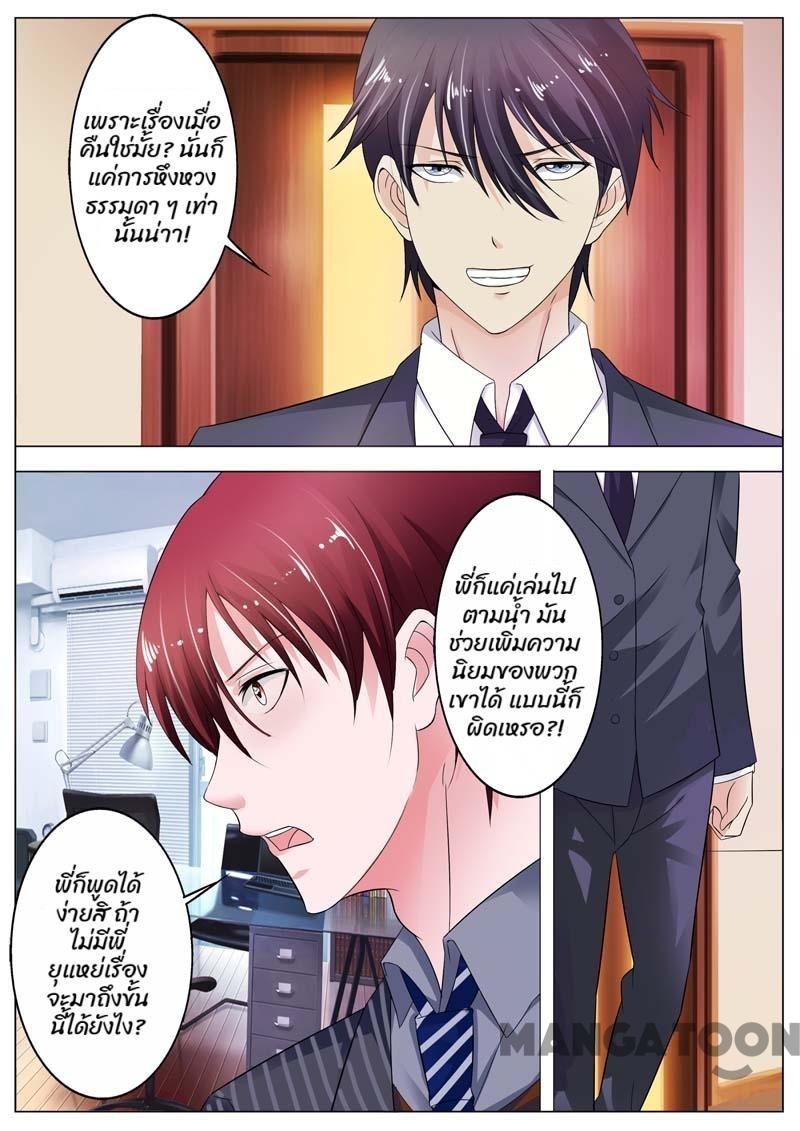 เพราะเรื่องเมื่อ
คืนใช่มั้ย? นั่นก็
แค่การหึงหวง
ธรรมดา ๆ เท่า
นั้นน่าา!
พี่ก็แค่เล่นไป
ตามน้ำ มัน
ช่วยเพิ่มความ
นิยมของพวก
เขาได้ แบบนี้ก็
ผิดเหรอ?!
พี่ก็พูดได้
ง่ายสิ ถ้า
ไม่มีพี่
ยุแหย่เรื่อง
จะมาถึงขั้น
นี้ได้ยังไง?
MANGATOON